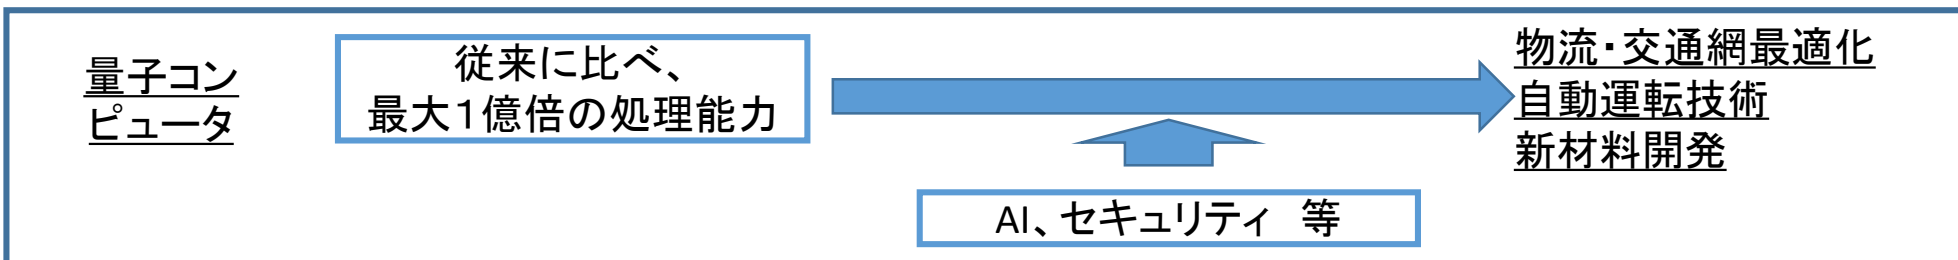 量子コン
ピュータ
従来に比べ、
最大1億倍の処理能力
物流・交通網最適化
自動運転技術
新材料開発
AI、セキュリティ　等